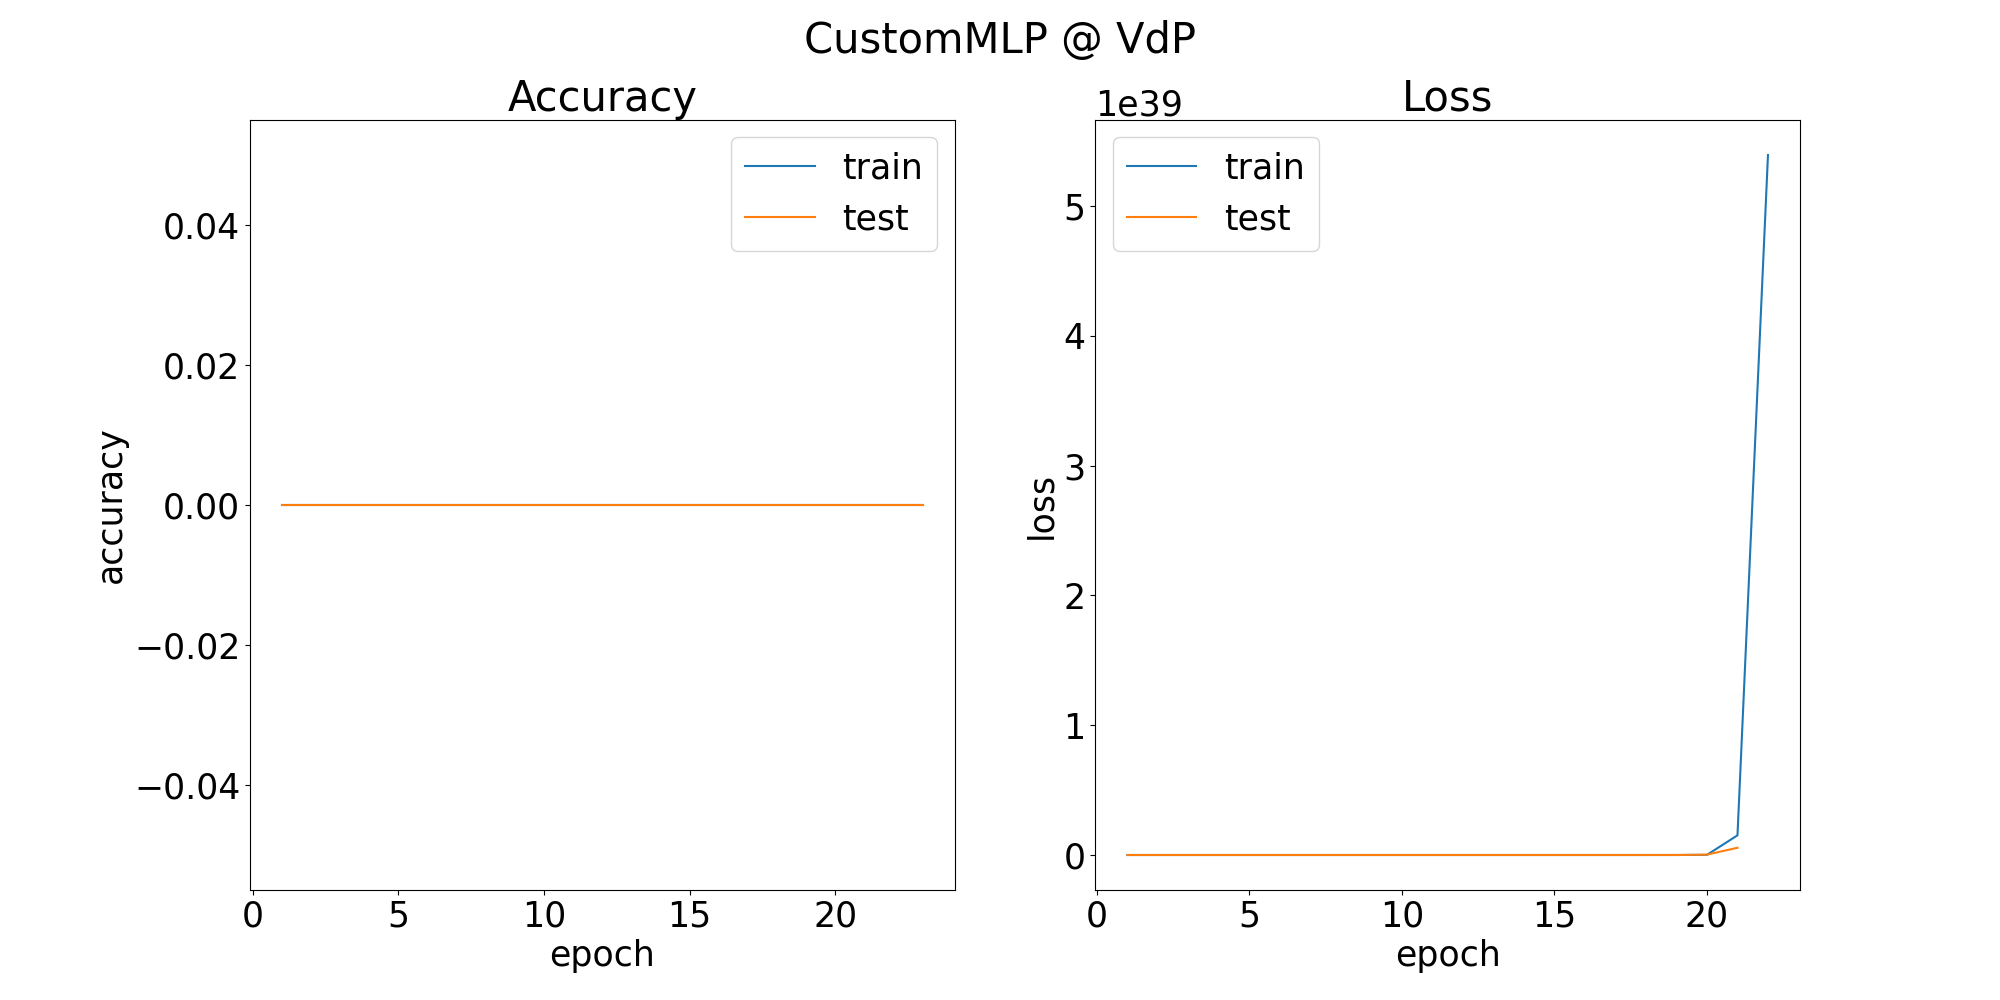 CustomMLP @ VdP
Accuracy
train
test
0.04
0.02
0.00
−0.02
−0.04
accuracy
0 5 10 15 20
epoch
Loss
1e39
train
test
5
4
3
2
1
0
loss
0 5 10 15 20
epoch